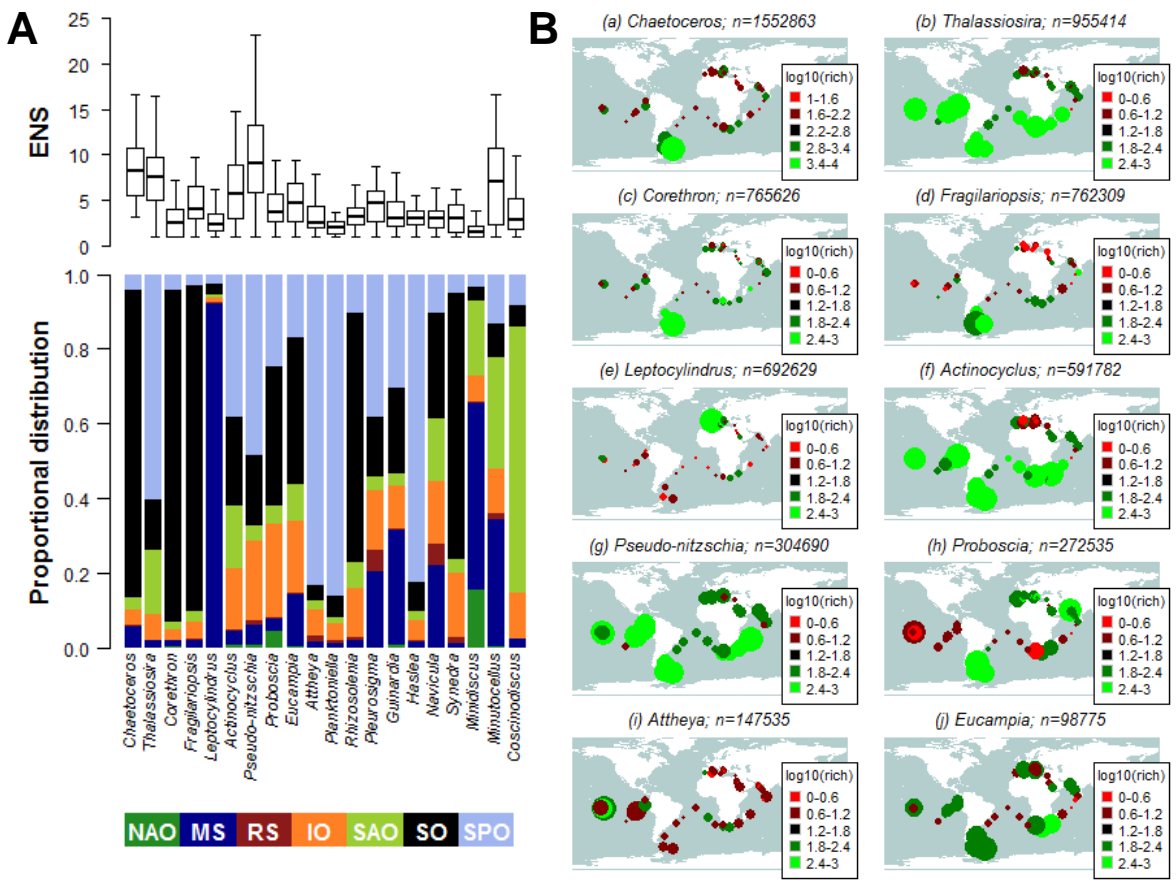 A
ENS
25
20
15
10
5
0
Proportional distribution
1.0
0.8
0.6
0.4
0.2
0.0
Chaetoceros
Thalassiosira
Corethron
Fragilariopsis
Leptocylindrus
Actinocyclus
Pseudo-nitzschia
Proboscia
Eucampia
Attheya
Planktoniella
Rhizosolenia
Pleurosigma
Guinardia
Haslea
Navicula
Synedra
Minidiscus
Minutocellus
Coscinodiscus
NAO MS RS IO SAO SO SPO
B
(a) Chaetoceros; n=1552863
log10(rich)
1–1.6
1.6–2.2
2.2–2.8
2.8–3.4
3.4–4
(b) Thalassiosira; n=955414
log10(rich)
0–0.6
0.6–1.2
1.2–1.8
1.8–2.4
2.4–3
(c) Corethron; n=765626
log10(rich)
0–0.6
0.6–1.2
1.2–1.8
1.8–2.4
2.4–3
(d) Fragilariopsis; n=762309
log10(rich)
0–0.6
0.6–1.2
1.2–1.8
1.8–2.4
2.4–3
(e) Leptocylindrus; n=692629
log10(rich)
0–0.6
0.6–1.2
1.2–1.8
1.8–2.4
2.4–3
(f) Actinocyclus; n=591782
log10(rich)
0–0.6
0.6–1.2
1.2–1.8
1.8–2.4
2.4–3
(g) Pseudo-nitzschia; n=304690
log10(rich)
0–0.6
0.6–1.2
1.2–1.8
1.8–2.4
2.4–3
(h) Proboscia; n=272535
log10(rich)
0–0.6
0.6–1.2
1.2–1.8
1.8–2.4
2.4–3
(i) Attheya; n=147535
log10(rich)
0–0.6
0.6–1.2
1.2–1.8
1.8–2.4
2.4–3
(j) Eucampia; n=98775
log10(rich)
0–0.6
0.6–1.2
1.2–1.8
1.8–2.4
2.4–3